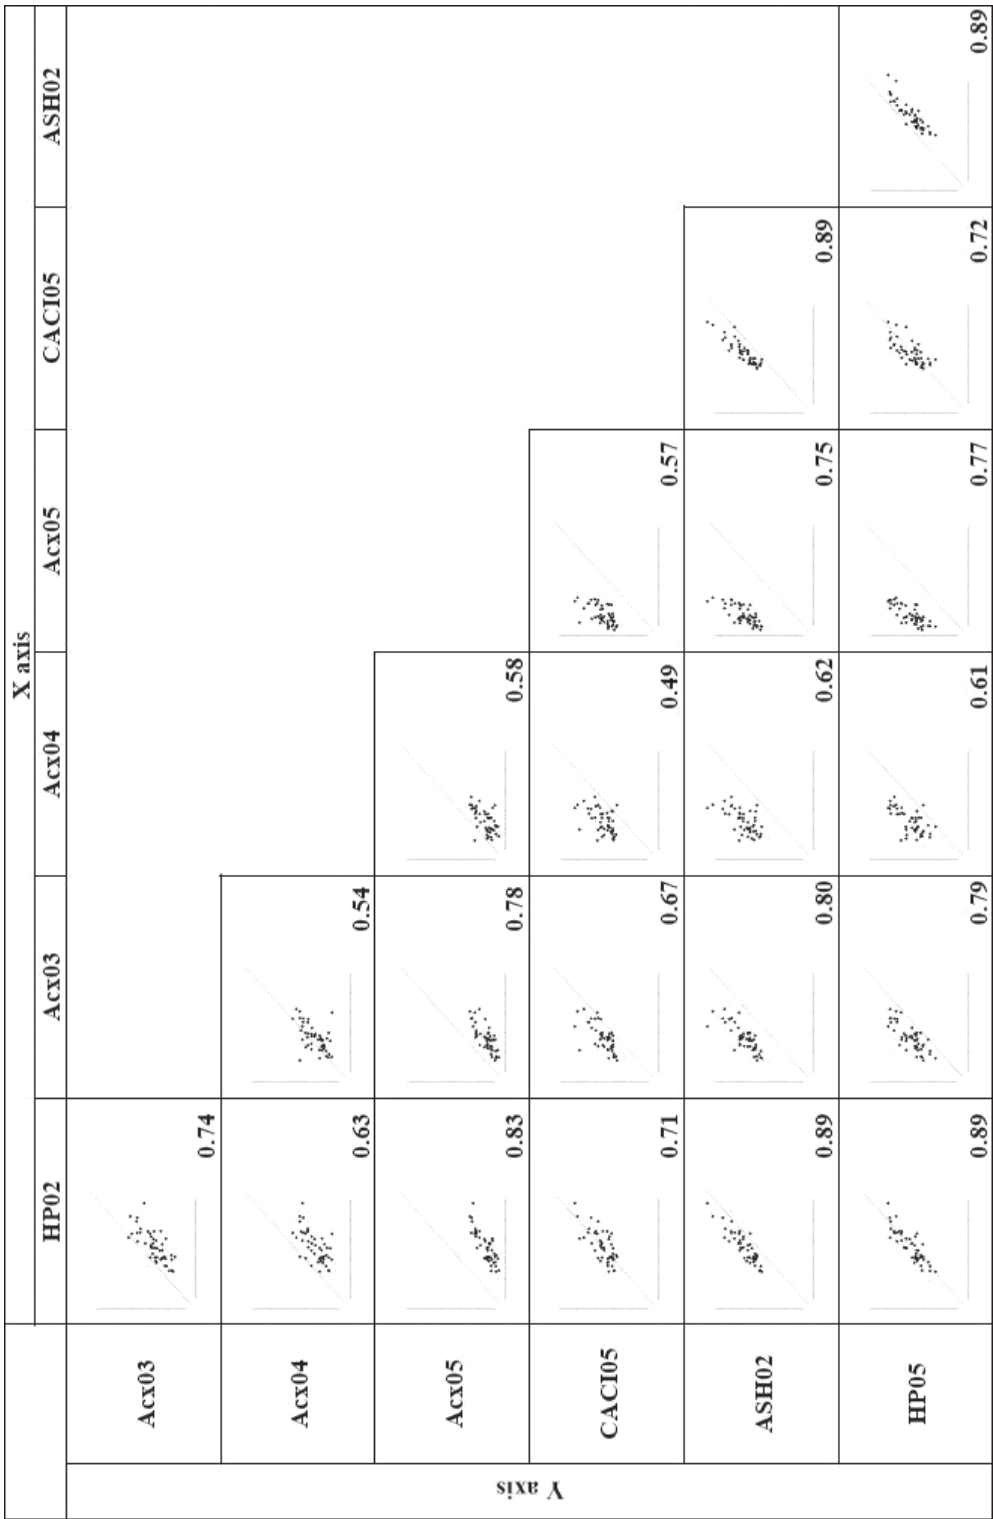 X axis
HP02 Acx03 Acx04 Acx05 CACI05 ASH02
Y axis
Acx03 0.74
Acx04 0.63 0.54
Acx05 0.83 0.78 0.58
CACI05 0.71 0.67 0.49 0.57
ASH02 0.89 0.80 0.62 0.75 0.89
HP05 0.89 0.79 0.61 0.77 0.72 0.89